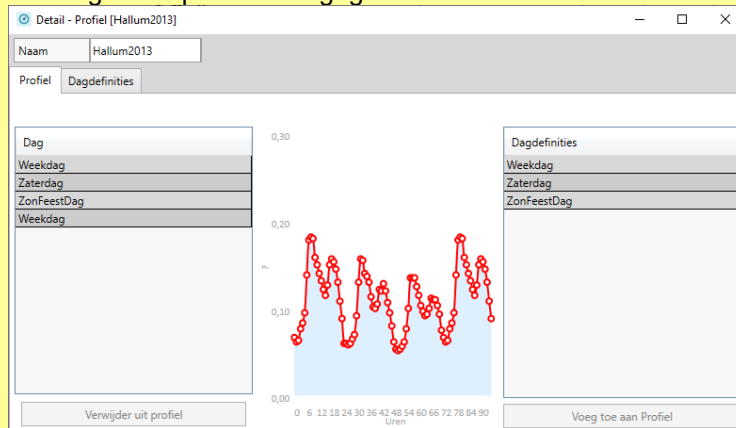 Detail - Profiel [Hallum2013]
Naam Hallum2013
Profiel Dagdefinities
Dag
Weekdag
Zaterdag
ZonFeestDag
Weekdag
0,30
0,20
?
0,10
0,00
0 6 12 18 24 30 36 42 48 54 60 66 72 78 84 90
Uren
Dagdefinities
Weekdag
Zaterdag
ZonFeestDag
Verwijder uit profiel
Voeg toe aan Profiel